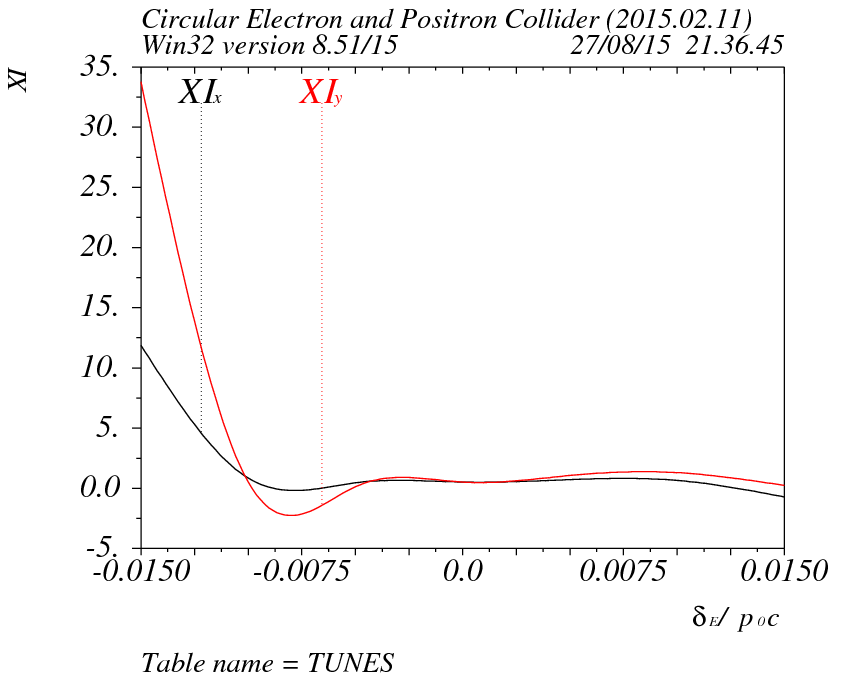 Circular Electron and Positron Collider (2015.02.11)
Win32 version 8.51/15 27/08/15 21.36.45
XI
35.
30.
25.
20.
15.
10.
5.
0.0
-5.
XIx
XIy
-0.0150 -0.0075 0.0 0.0075 0.0150
δE/ p0c
Table name = TUNES